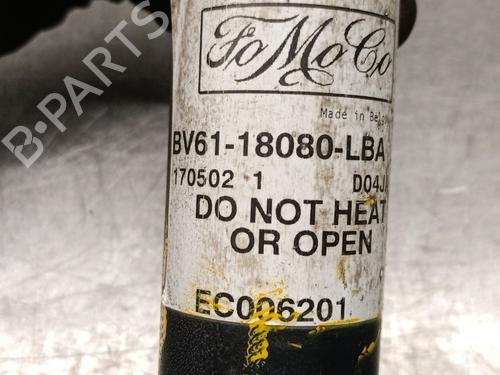 FoMoCo
Made in Belg
BV61-18080-LBA
170502 1 D04J
DO NOT HEAT
OR OPEN
EC006201
B-PARTS